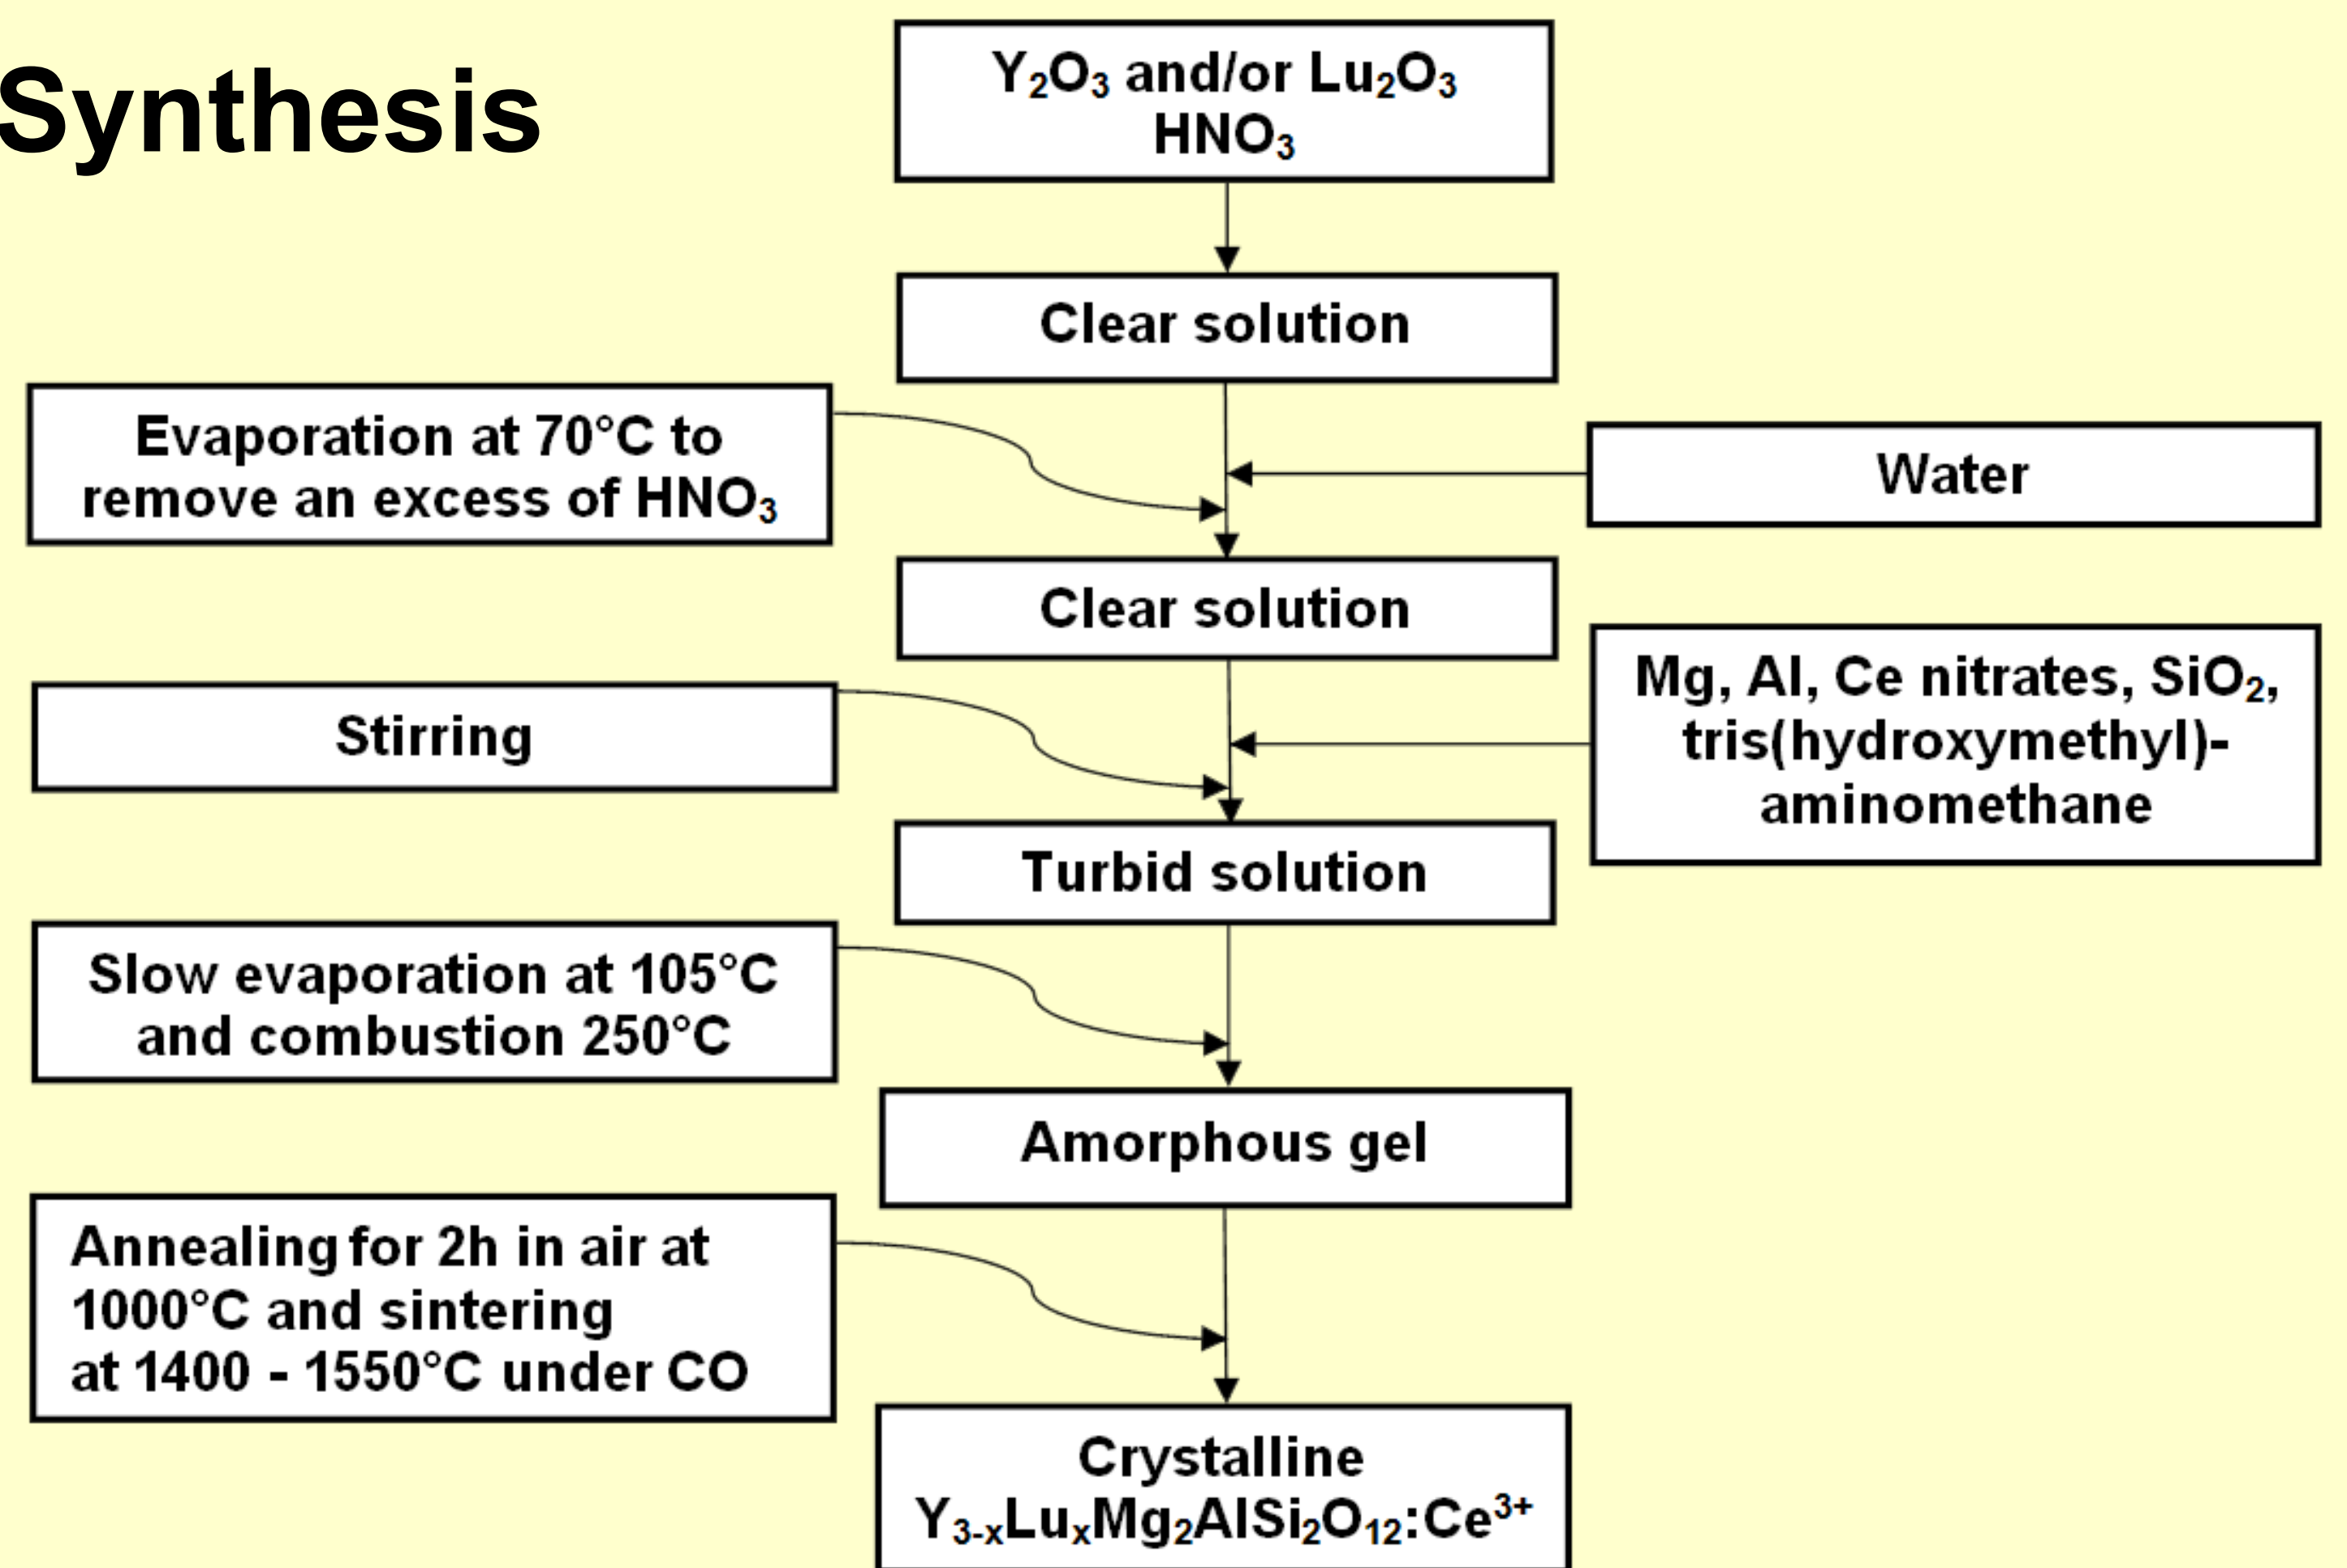 Synthesis
Y₂O₃ and/or Lu₂O₃
HNO₃
Clear solution
Evaporation at 70°C to
remove an excess of HNO₃
Water
Clear solution
Stirring
Mg, Al, Ce nitrates, SiO₂,
tris(hydroxymethyl)-
aminomethane
Turbid solution
Slow evaporation at 105°C
and combustion 250°C
Amorphous gel
Annealing for 2h in air at
1000°C and sintering
at 1400 - 1550°C under CO
Crystalline
Y₃₋ₓLuₓMg₂AlSi₂O₁₂:Ce³⁺